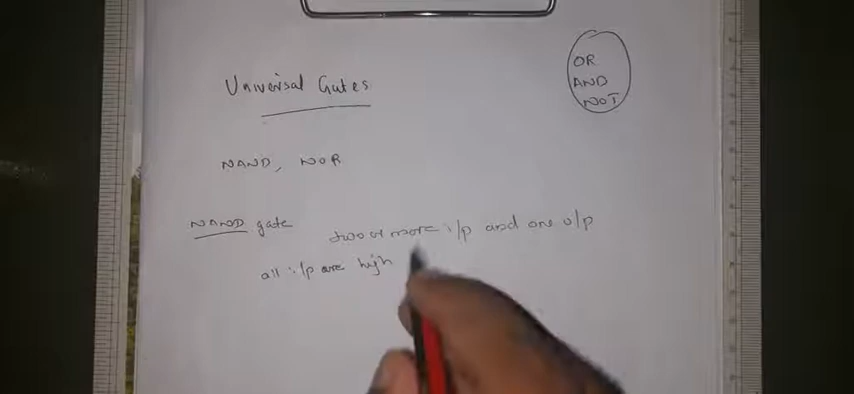 Universal Gates
OR
AND
NOT
NAND, NOR
NAND gate two or more i/p and one o/p
all i/p are high